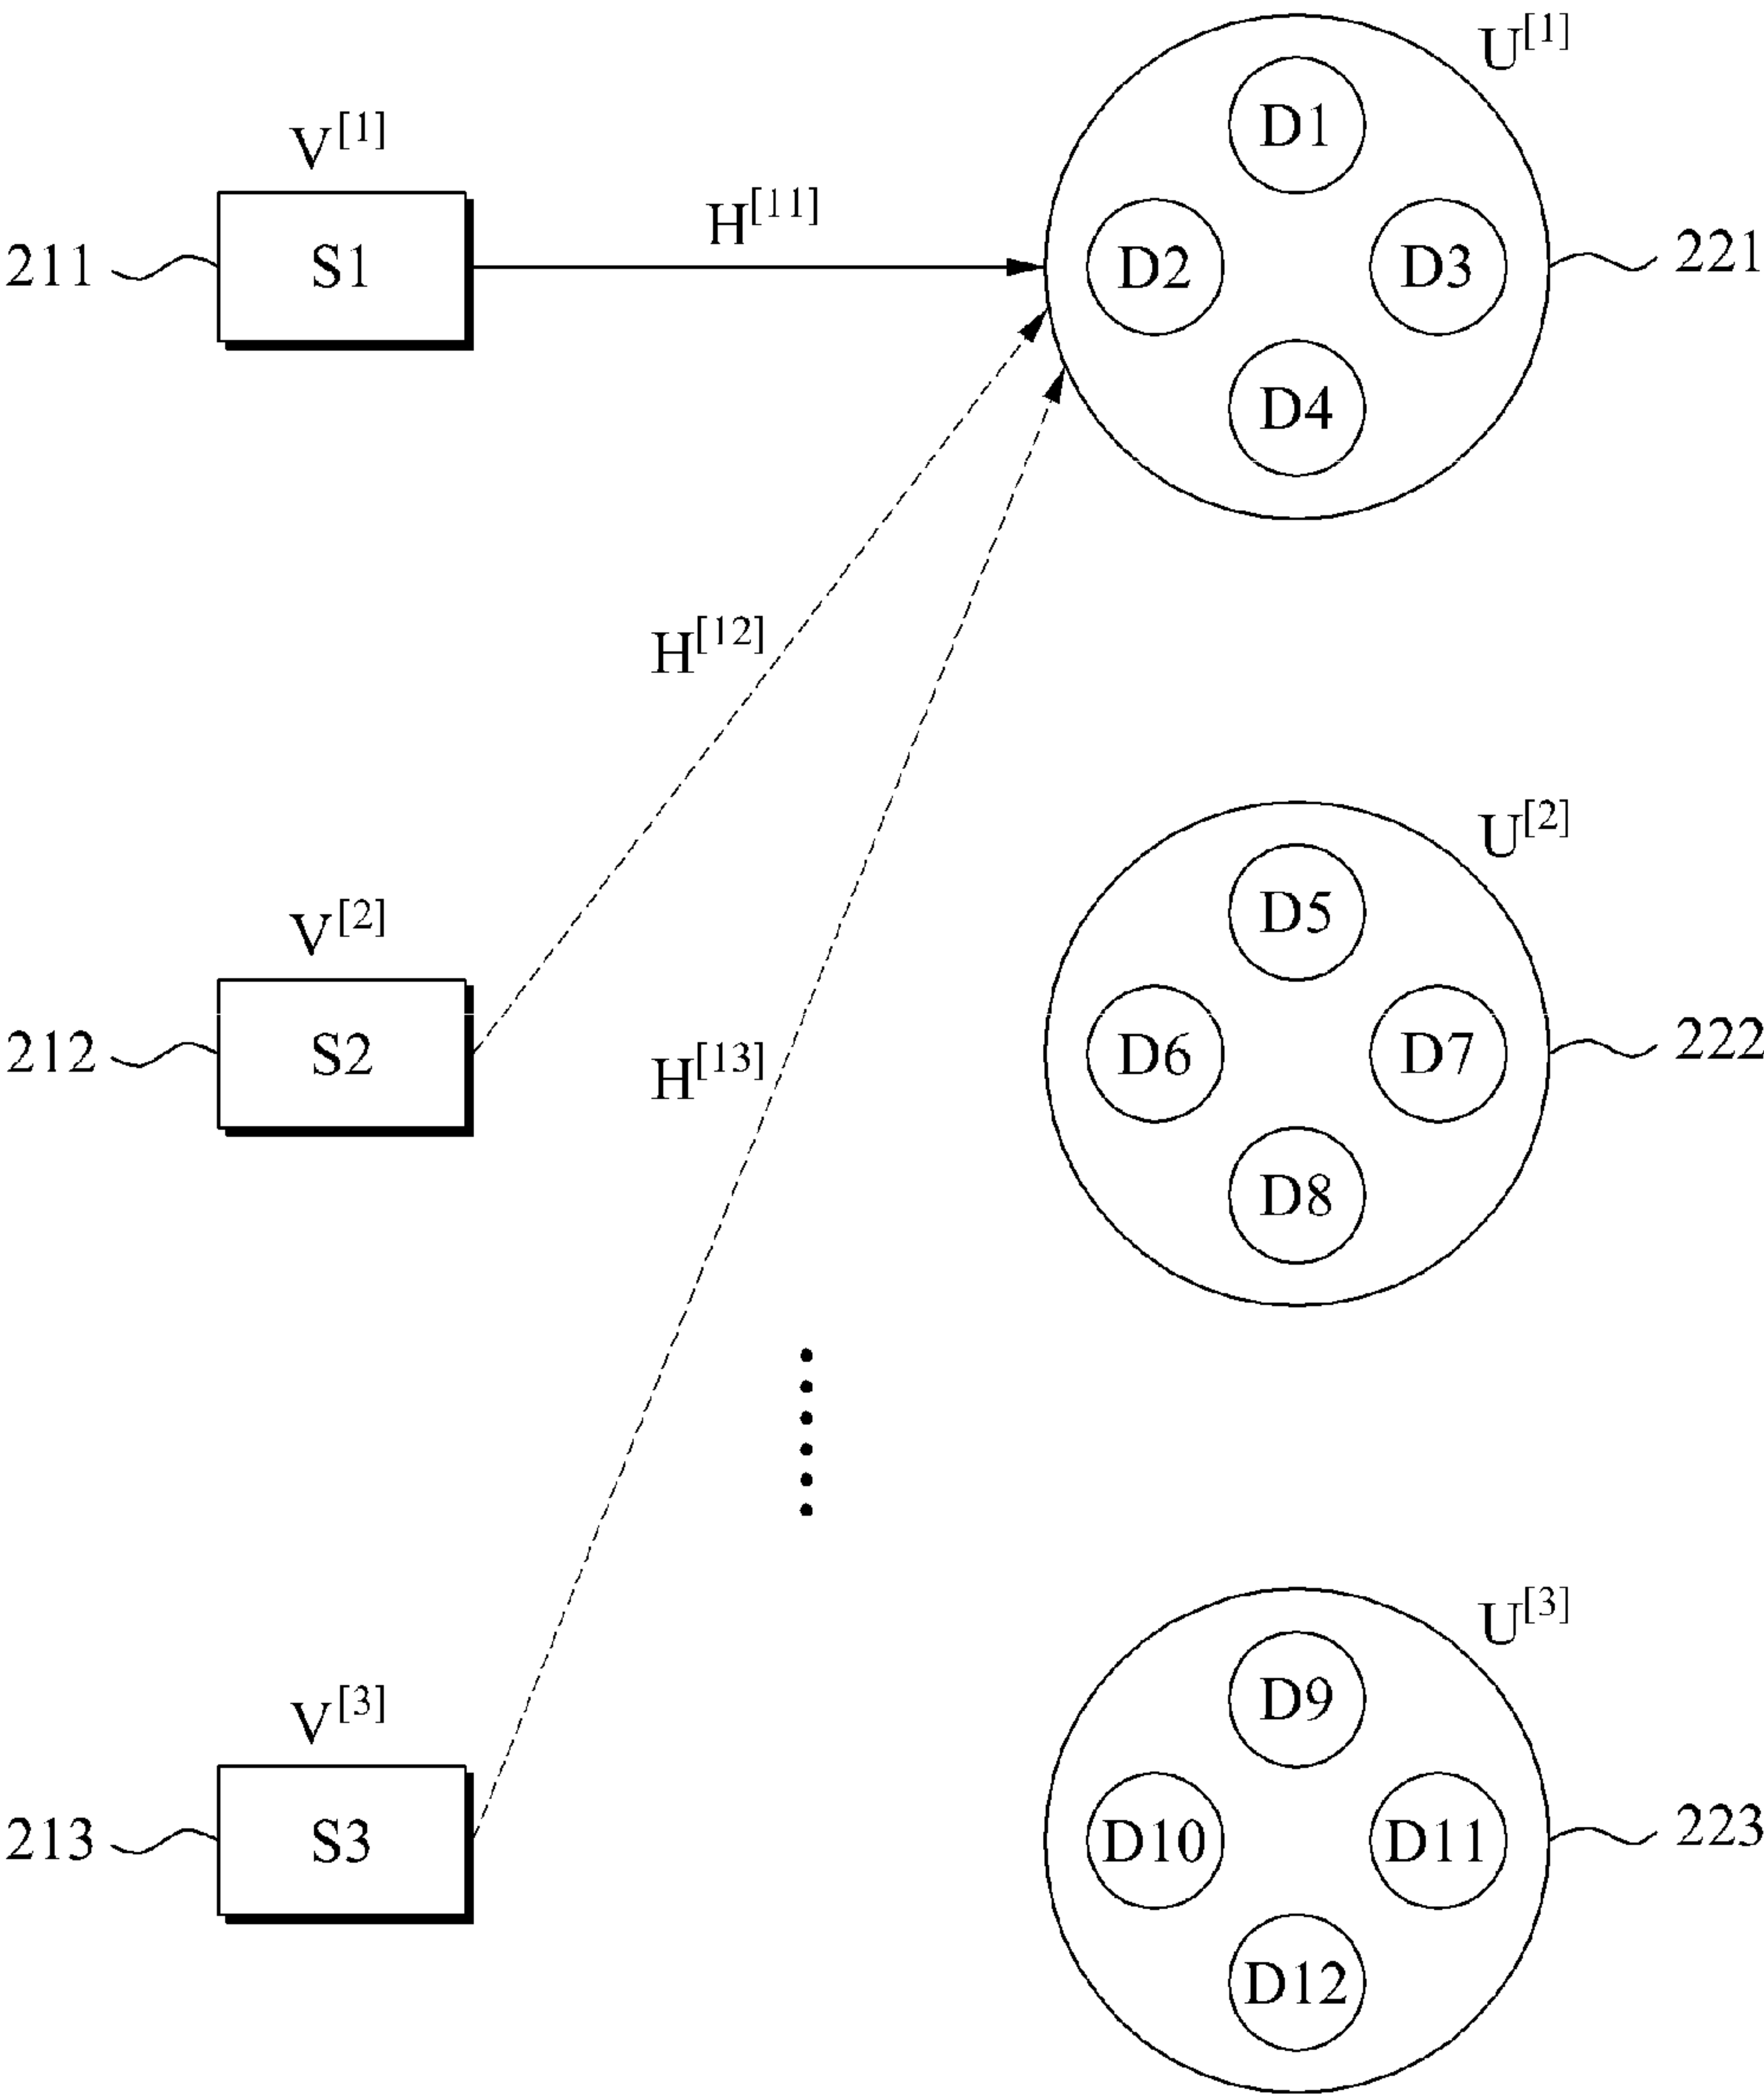 U[1]
D1
V[1]
H[11]
211
S1
D2
D3
221
D4
H[12]
U[2]
D5
V[2]
212
S2
H[13]
D6
D7
222
D8
U[3]
D9
V[3]
213
S3
D10
D11
223
D12